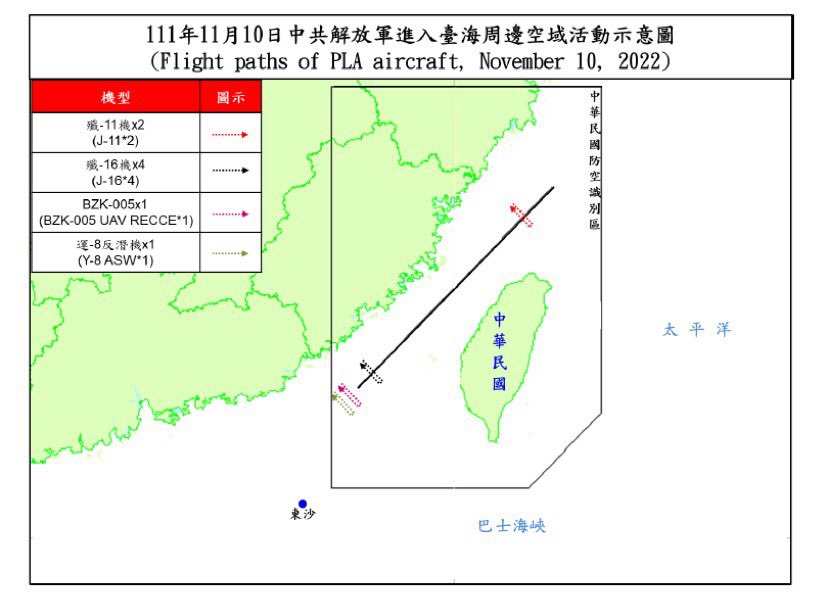 111年11月10日中共解放軍進入臺海周邊空域活動示意圖
(Flight paths of PLA aircraft, November 10, 2022)
機型 圖示
殲-11機x2
(J-11*2)
殲-16機x4
(J-16*4)
BZK-005x1
(BZK-005 UAV RECCE*1)
運-8反潛機x1
(Y-8 ASW*1)
中華民國防空識別區
中華民國
太平洋
東沙
巴士海峽